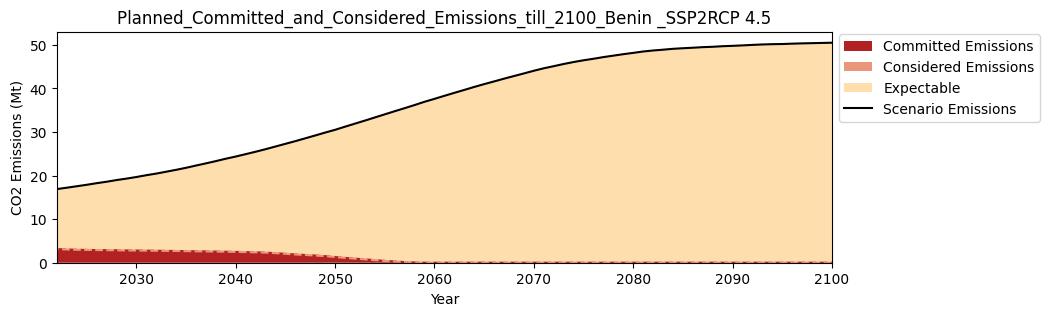 Planned_Committed_and_Considered_Emissions_till_2100_Benin _SSP2RCP 4.5
50
40
30
20
10
0
CO2 Emissions (Mt)
2030 2040 2050 2060 2070 2080 2090 2100
Year
Committed Emissions
Considered Emissions
Expectable
Scenario Emissions